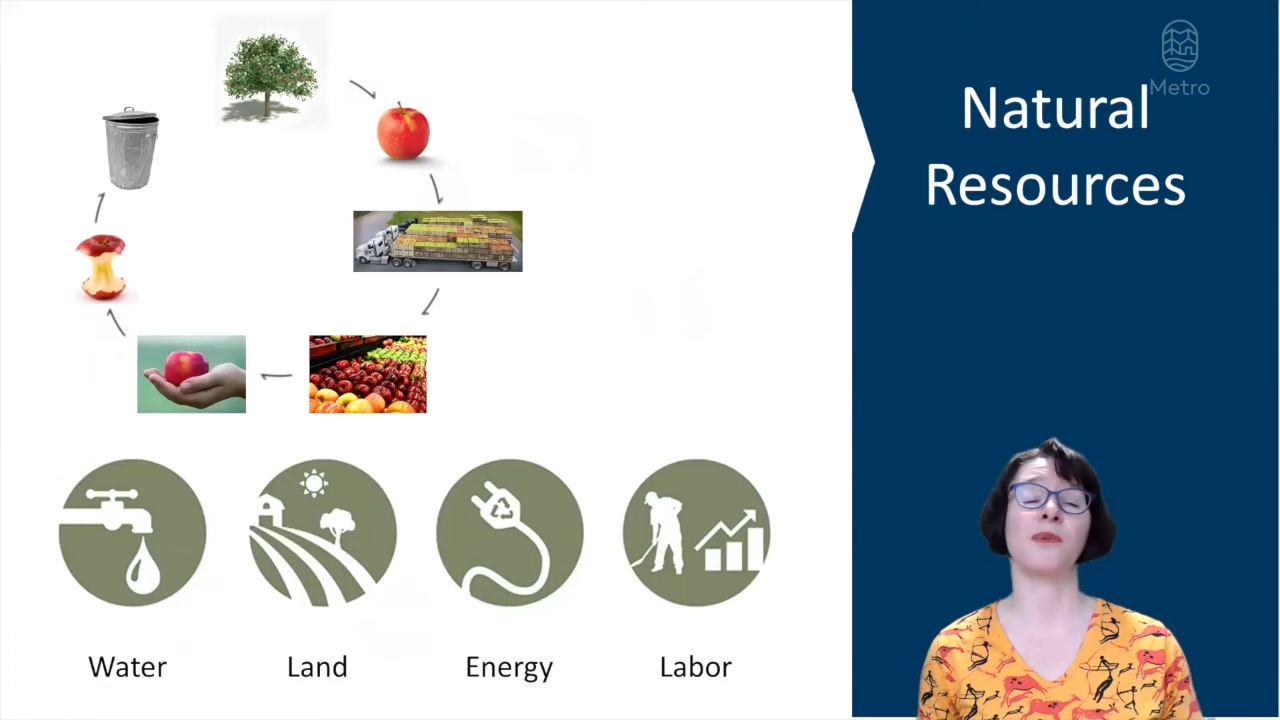 Natural
Resources
Metro
Water
Land
Energy
Labor